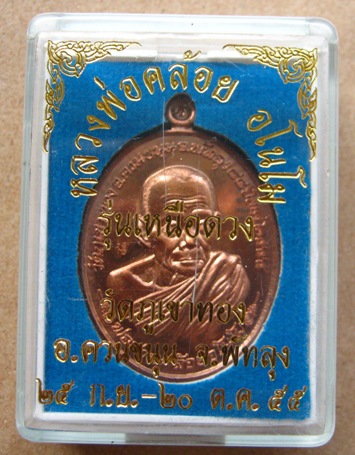 หลวงพ่อคล้อย อโนโม
รุ่นเหนือดวง
วัดภูเขาทอง
อ.ควนขนุน จ.พัทลุง
๒๕ เม.ย.-๒๐ ต.ค. ๕๕